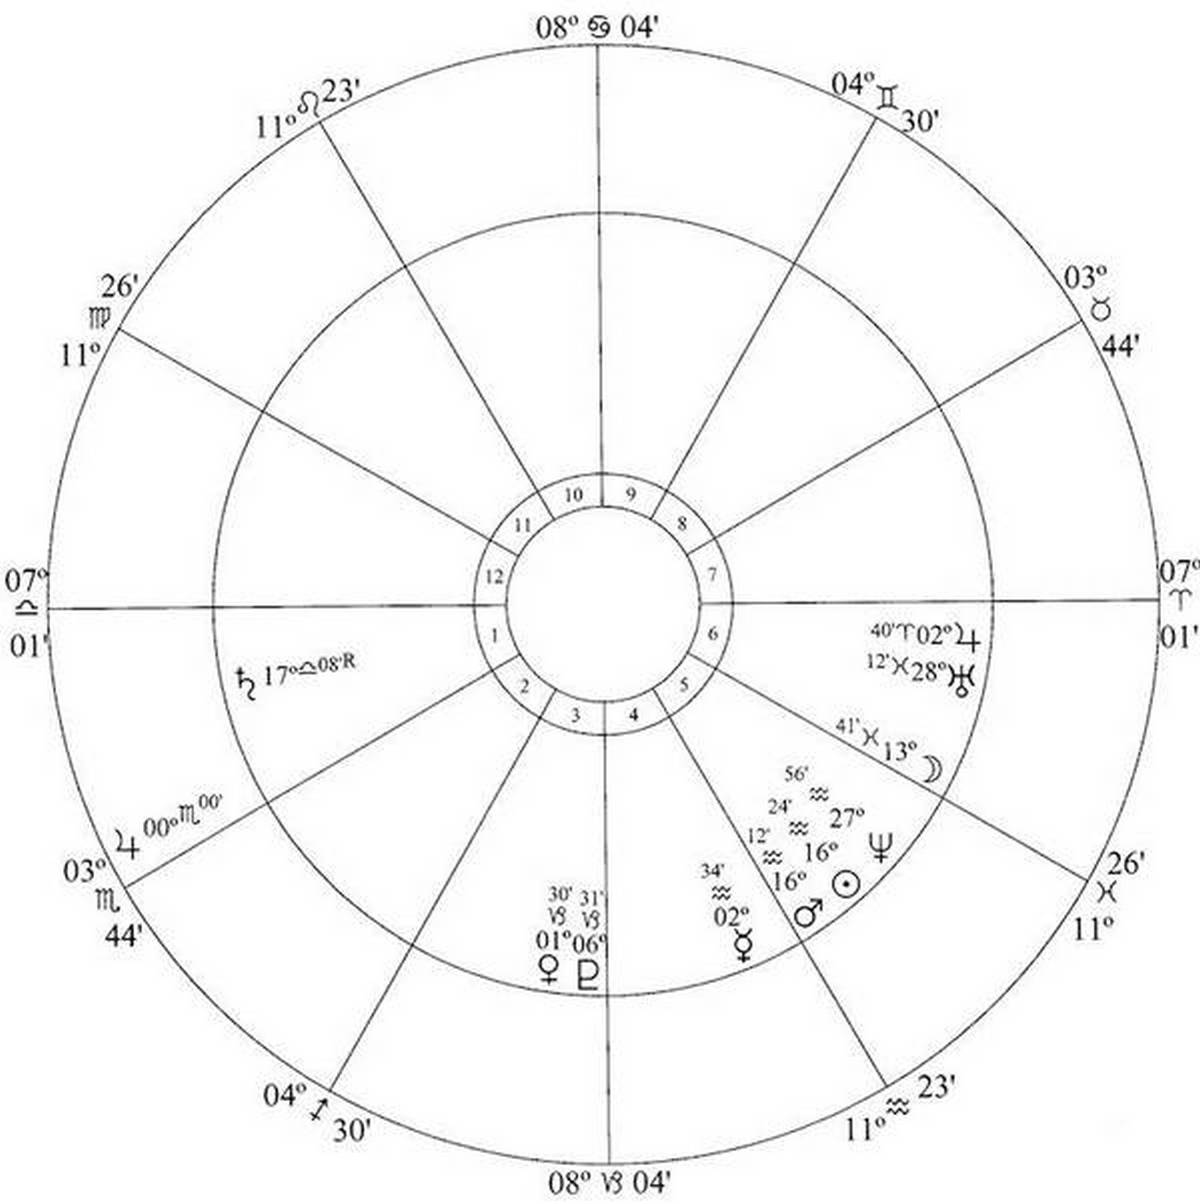 08° ♋ 04'
04° ♊ 30'
11° ♌ 23'
03° ♉ 44'
26' ♍ 11°
07° ♎ 01'
07° ♈ 01'
10
9
11
8
12
7
1
6
2
5
3
4
40' ♈ 02° ♃
12' ♓ 28° ♅
♄ 17° ♎ 08' R
41' ♓ 13° ☽
56' ♒ 27° ♆
24' ♒ 16° ☉
12' ♒ 16° ♂
♃ 00° ♏ 00'
03° ♏ 44'
34' ♒ 02° ☿
30' ♑ 01° ♀
31' ♑ 06° ♇
26' ♓ 11°
04° ♐ 30'
11° ♒ 23'
08° ♑ 04'